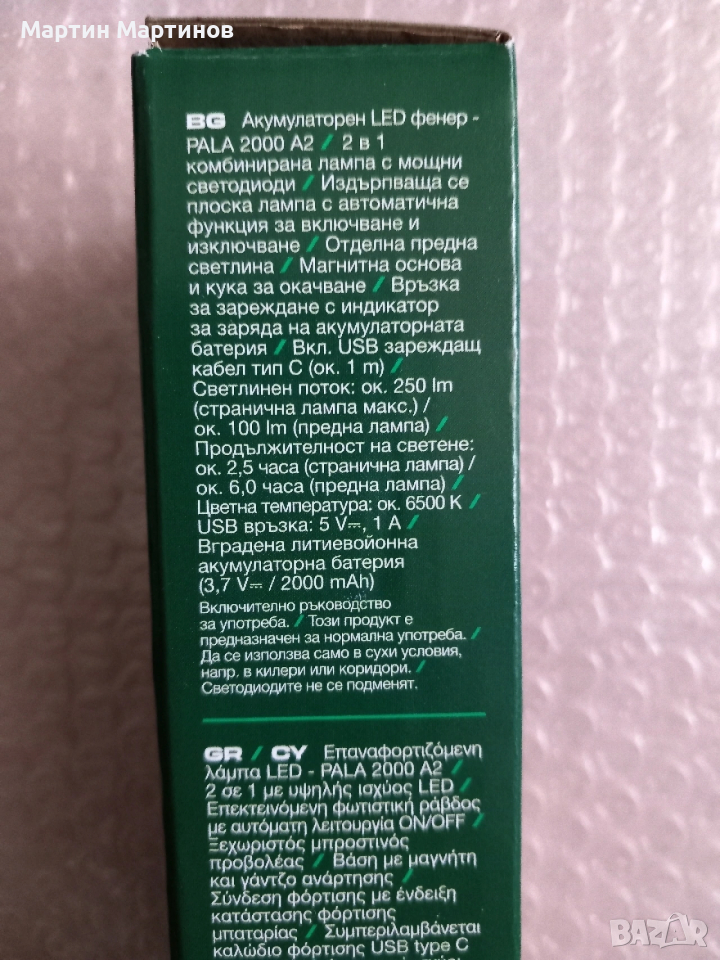 Мартин Мартинов
BG Акумулаторен LED фенер -
PALA 2000 A2 / 2 в 1
комбинирана лампа с мощни
светодиоди / Издърпваща се
плоска лампа с автоматична
функция за включване и
изключване / Отделна предна
светлина / Магнитна основа
и кука за окачване / Връзка
за зареждане с индикатор
за заряда на акумулаторната
батерия / Вкл. USB зареждащ
кабел тип C (ок. 1 m) /
Светлинен поток: ок. 250 lm
(странична лампа макс.) /
ок. 100 lm (предна лампа) /
Продължителност на светене:
ок. 2,5 часа (странична лампа) /
ок. 6,0 часа (предна лампа) /
Цветна температура: ок. 6500 K /
USB връзка: 5 V⎓, 1 A /
Вградена литиевойонна
акумулаторна батерия
(3,7 V⎓ / 2000 mAh)
Включително ръководство
за употреба. / Този продукт е
предназначен за нормална употреба. /
Да се използва само в сухи условия,
напр. в килери или коридори. /
Светодиодите не се подменят.
GR / CY Επαναφορτιζόμενη
λάμπα LED - PALA 2000 A2 /
2 σε 1 με υψηλής ισχύος LED /
Επεκτεινόμενη φωτιστική ράβδος
με αυτόματη λειτουργία ON/OFF /
Ξεχωριστός μπροστινός
προβολέας / Βάση με μαγνήτη
και γάντζο ανάρτησης /
Σύνδεση φόρτισης με ένδειξη
κατάστασης φόρτισης
μπαταρίας / Συμπεριλαμβάνεται
καλώδιο φόρτισης USB type C
BAZAR